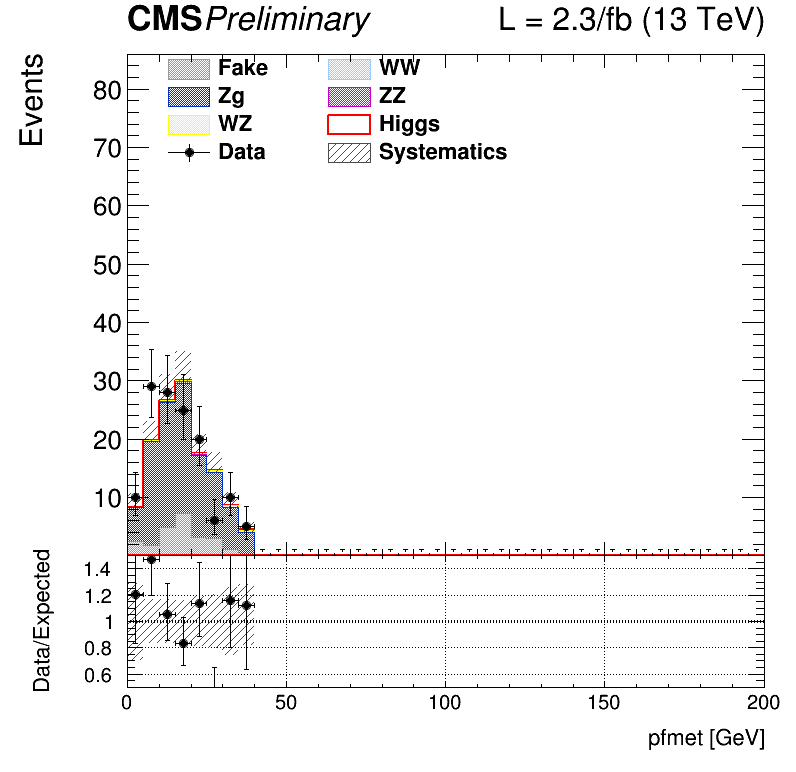 CMSPreliminary L = 2.3/fb (13 TeV)
Events
Fake WW
Zg ZZ
WZ Higgs
Data Systematics
80
70
60
50
40
30
20
10
Data/Expected
1.4
1.2
1
0.8
0.6
0 50 100 150 200
pfmet [GeV]